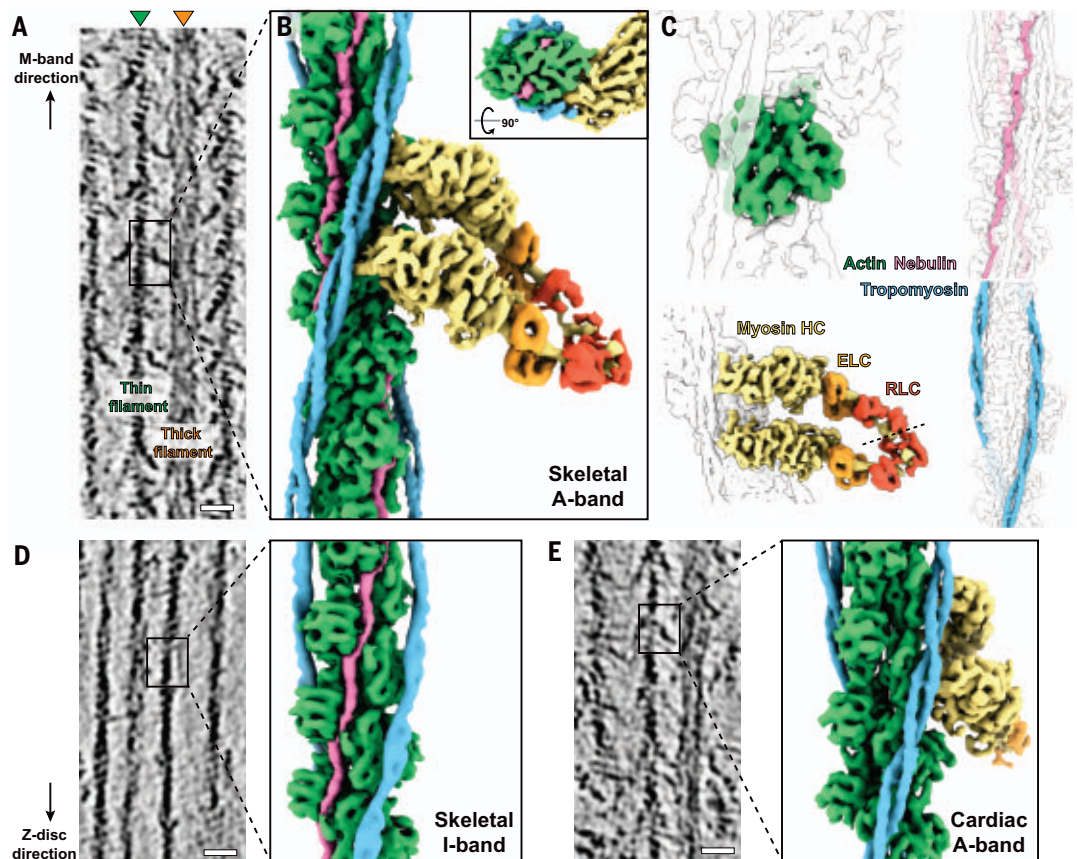 A
M-band
direction
Thin
filament
Thick
filament
B
90°
Skeletal
A-band
C
Actin Nebulin
Tropomyosin
Myosin HC
ELC
RLC
D
Z-disc
direction
Skeletal
I-band
E
Cardiac
A-band